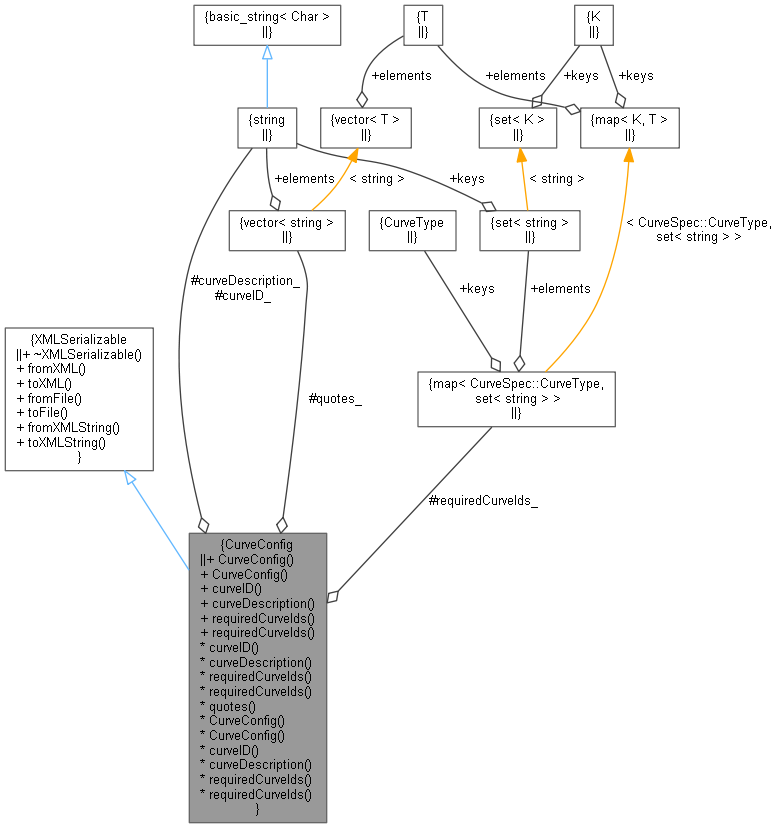 {basic_string< Char >
||}
{T
||}
{K
||}
+elements
+elements
+keys
+keys
{string
||}
{vector< T >
||}
{set< K >
||}
{map< K, T >
||}
+elements
< string >
+keys
< string >
{vector< string >
||}
{CurveType
||}
{set< string >
||}
< CurveSpec::CurveType,
set< string > >
#curveDescription_
#curveID_
+keys
+elements
{XMLSerializable
||+ ~XMLSerializable()
+ fromXML()
+ toXML()
+ fromFile()
+ toFile()
+ fromXMLString()
+ toXMLString()
}
#quotes_
{map< CurveSpec::CurveType,
set< string > >
||}
#requiredCurveIds_
{CurveConfig
||+ CurveConfig()
+ CurveConfig()
+ curveID()
+ curveDescription()
+ requiredCurveIds()
+ requiredCurveIds()
* curveID()
* curveDescription()
* requiredCurveIds()
* requiredCurveIds()
* quotes()
* CurveConfig()
* CurveConfig()
* curveID()
* curveDescription()
* requiredCurveIds()
* requiredCurveIds()
}